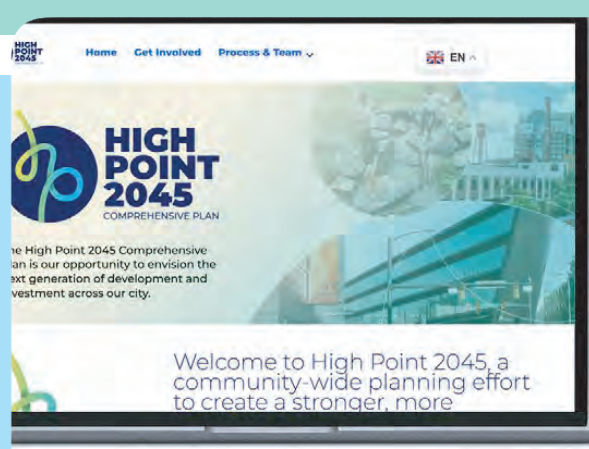 HIGH
POINT
2045
Home Get Involved Process & Team
EN
HIGH
POINT
2045
COMPREHENSIVE PLAN
he High Point 2045 Comprehensive
lan is our opportunity to envision the
ext generation of development and
vestment across our city.
Welcome to High Point 2045, a
community-wide planning effort
to create a stronger, more